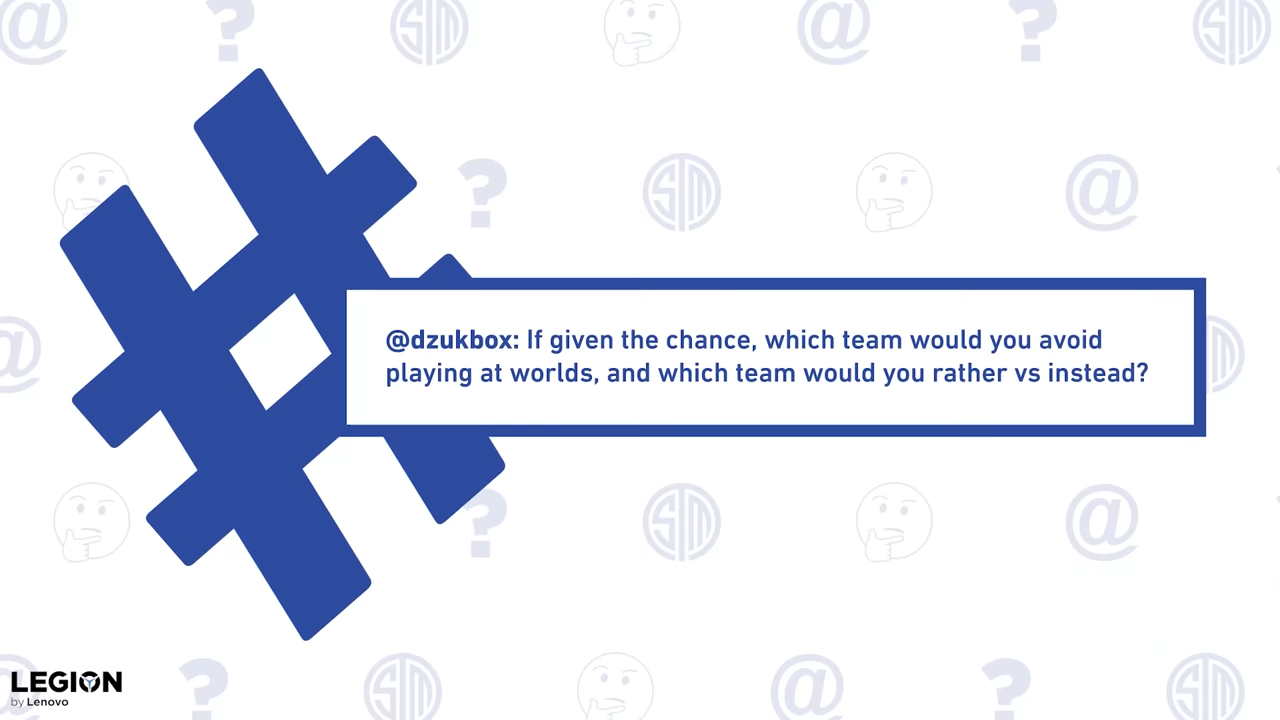 @dzukbox: If given the chance, which team would you avoid
playing at worlds, and which team would you rather vs instead?
LEGION
by Lenovo